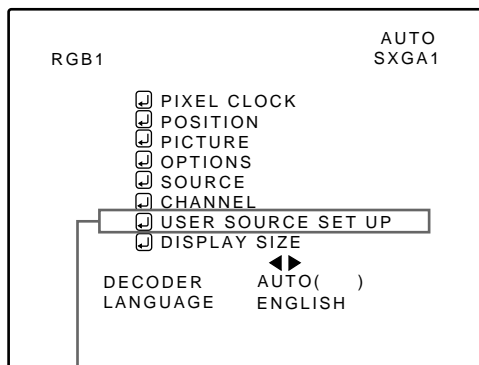 AUTO
RGB1 SXGA1
PIXEL CLOCK
POSITION
PICTURE
OPTIONS
SOURCE
CHANNEL
USER SOURCE SET UP
DISPLAY SIZE
DECODER AUTO( )
LANGUAGE ENGLISH